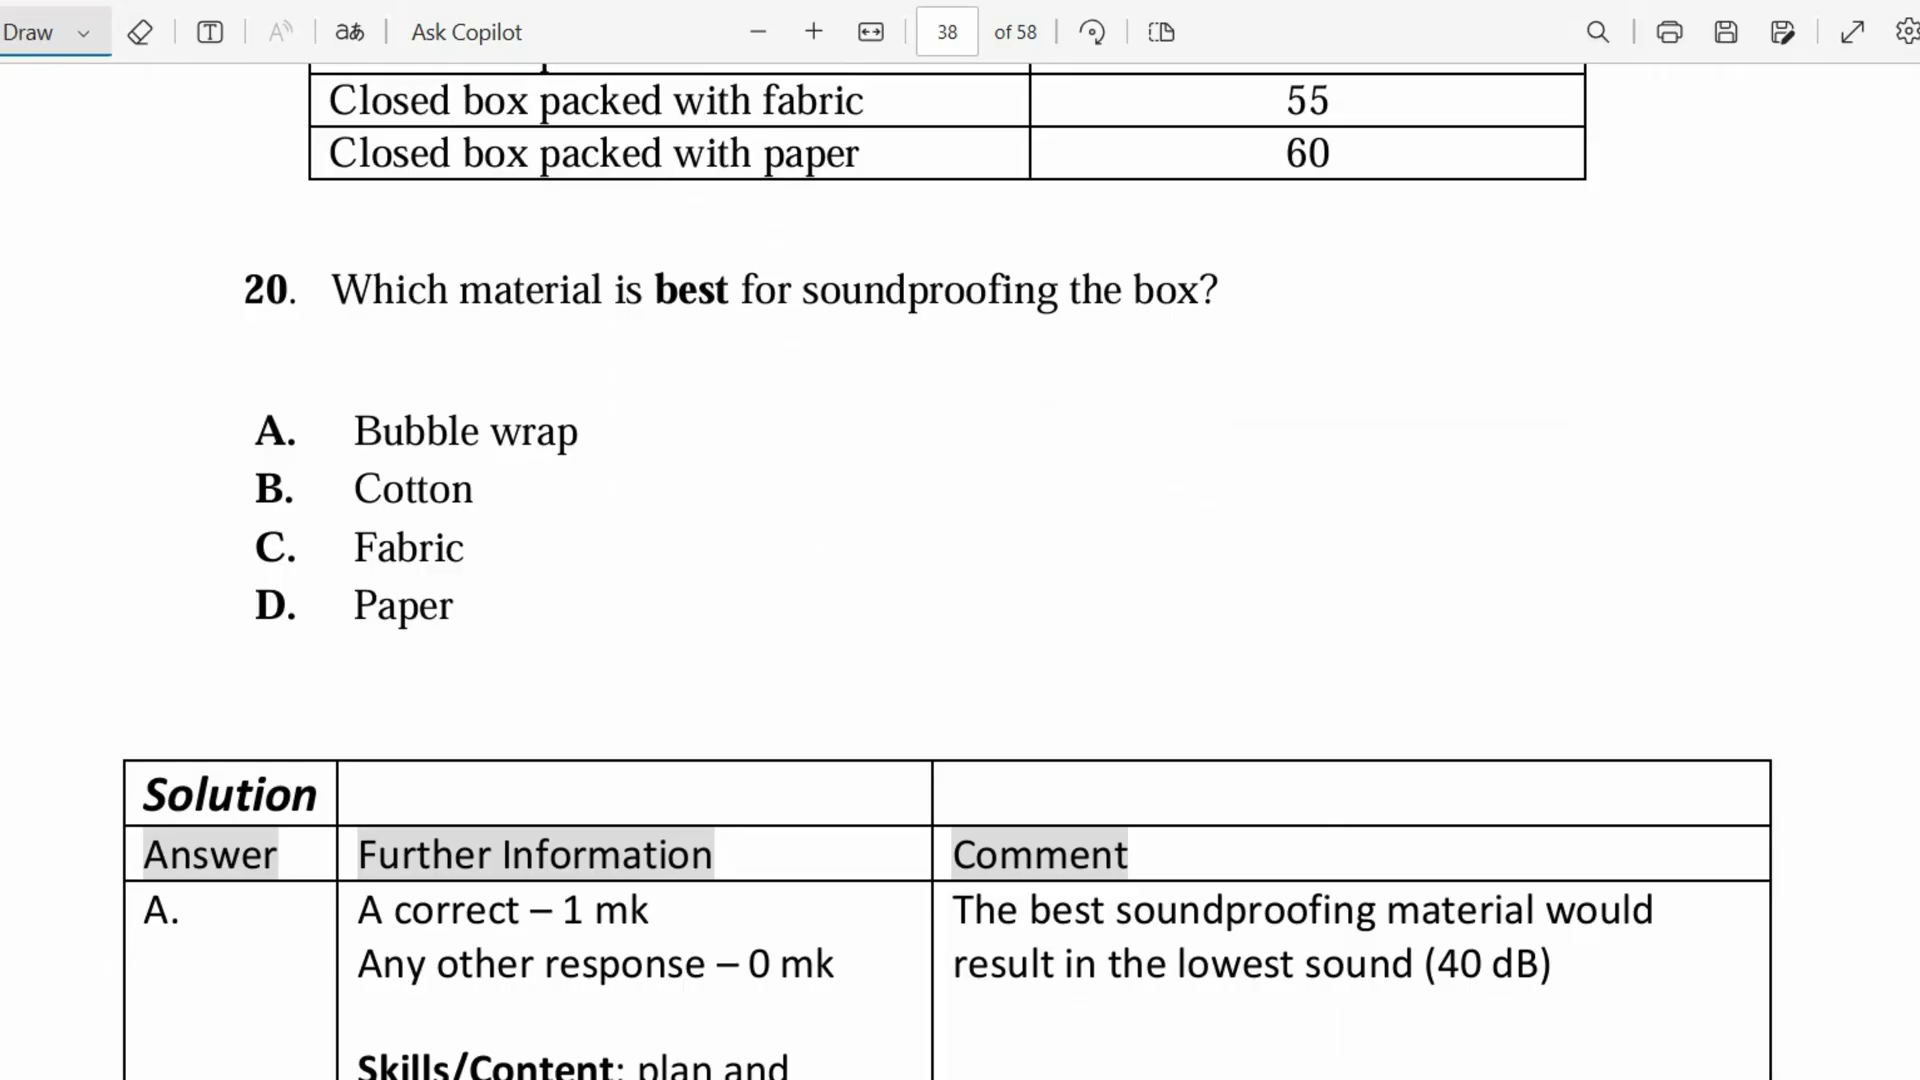 Draw
Ask Copilot
38 of 58
Closed box packed with fabric 55
Closed box packed with paper 60
20. Which material is best for soundproofing the box?
A. Bubble wrap
B. Cotton
C. Fabric
D. Paper
Solution
Answer Further Information Comment
A. A correct – 1 mk The best soundproofing material would
Any other response – 0 mk result in the lowest sound (40 dB)
Skills/Content: plan and